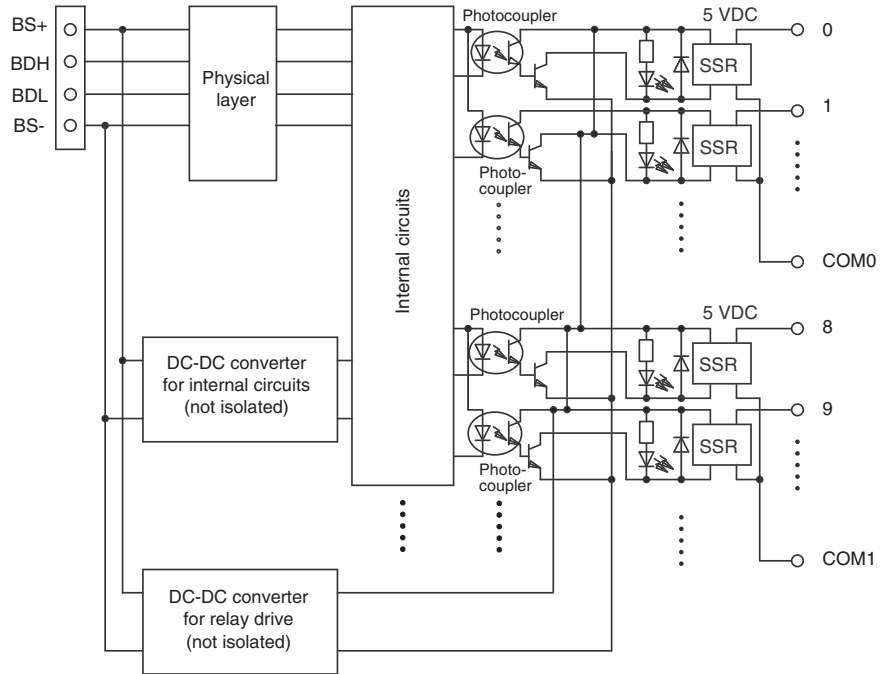 BS+
BDH
BDL
BS-
Physical
layer
Internal circuits
Photocoupler
5 VDC
SSR
0
SSR
1
Photo-
coupler
COM0
Photocoupler
5 VDC
SSR
8
SSR
9
Photo-
coupler
COM1
DC-DC converter
for internal circuits
(not isolated)
DC-DC converter
for relay drive
(not isolated)